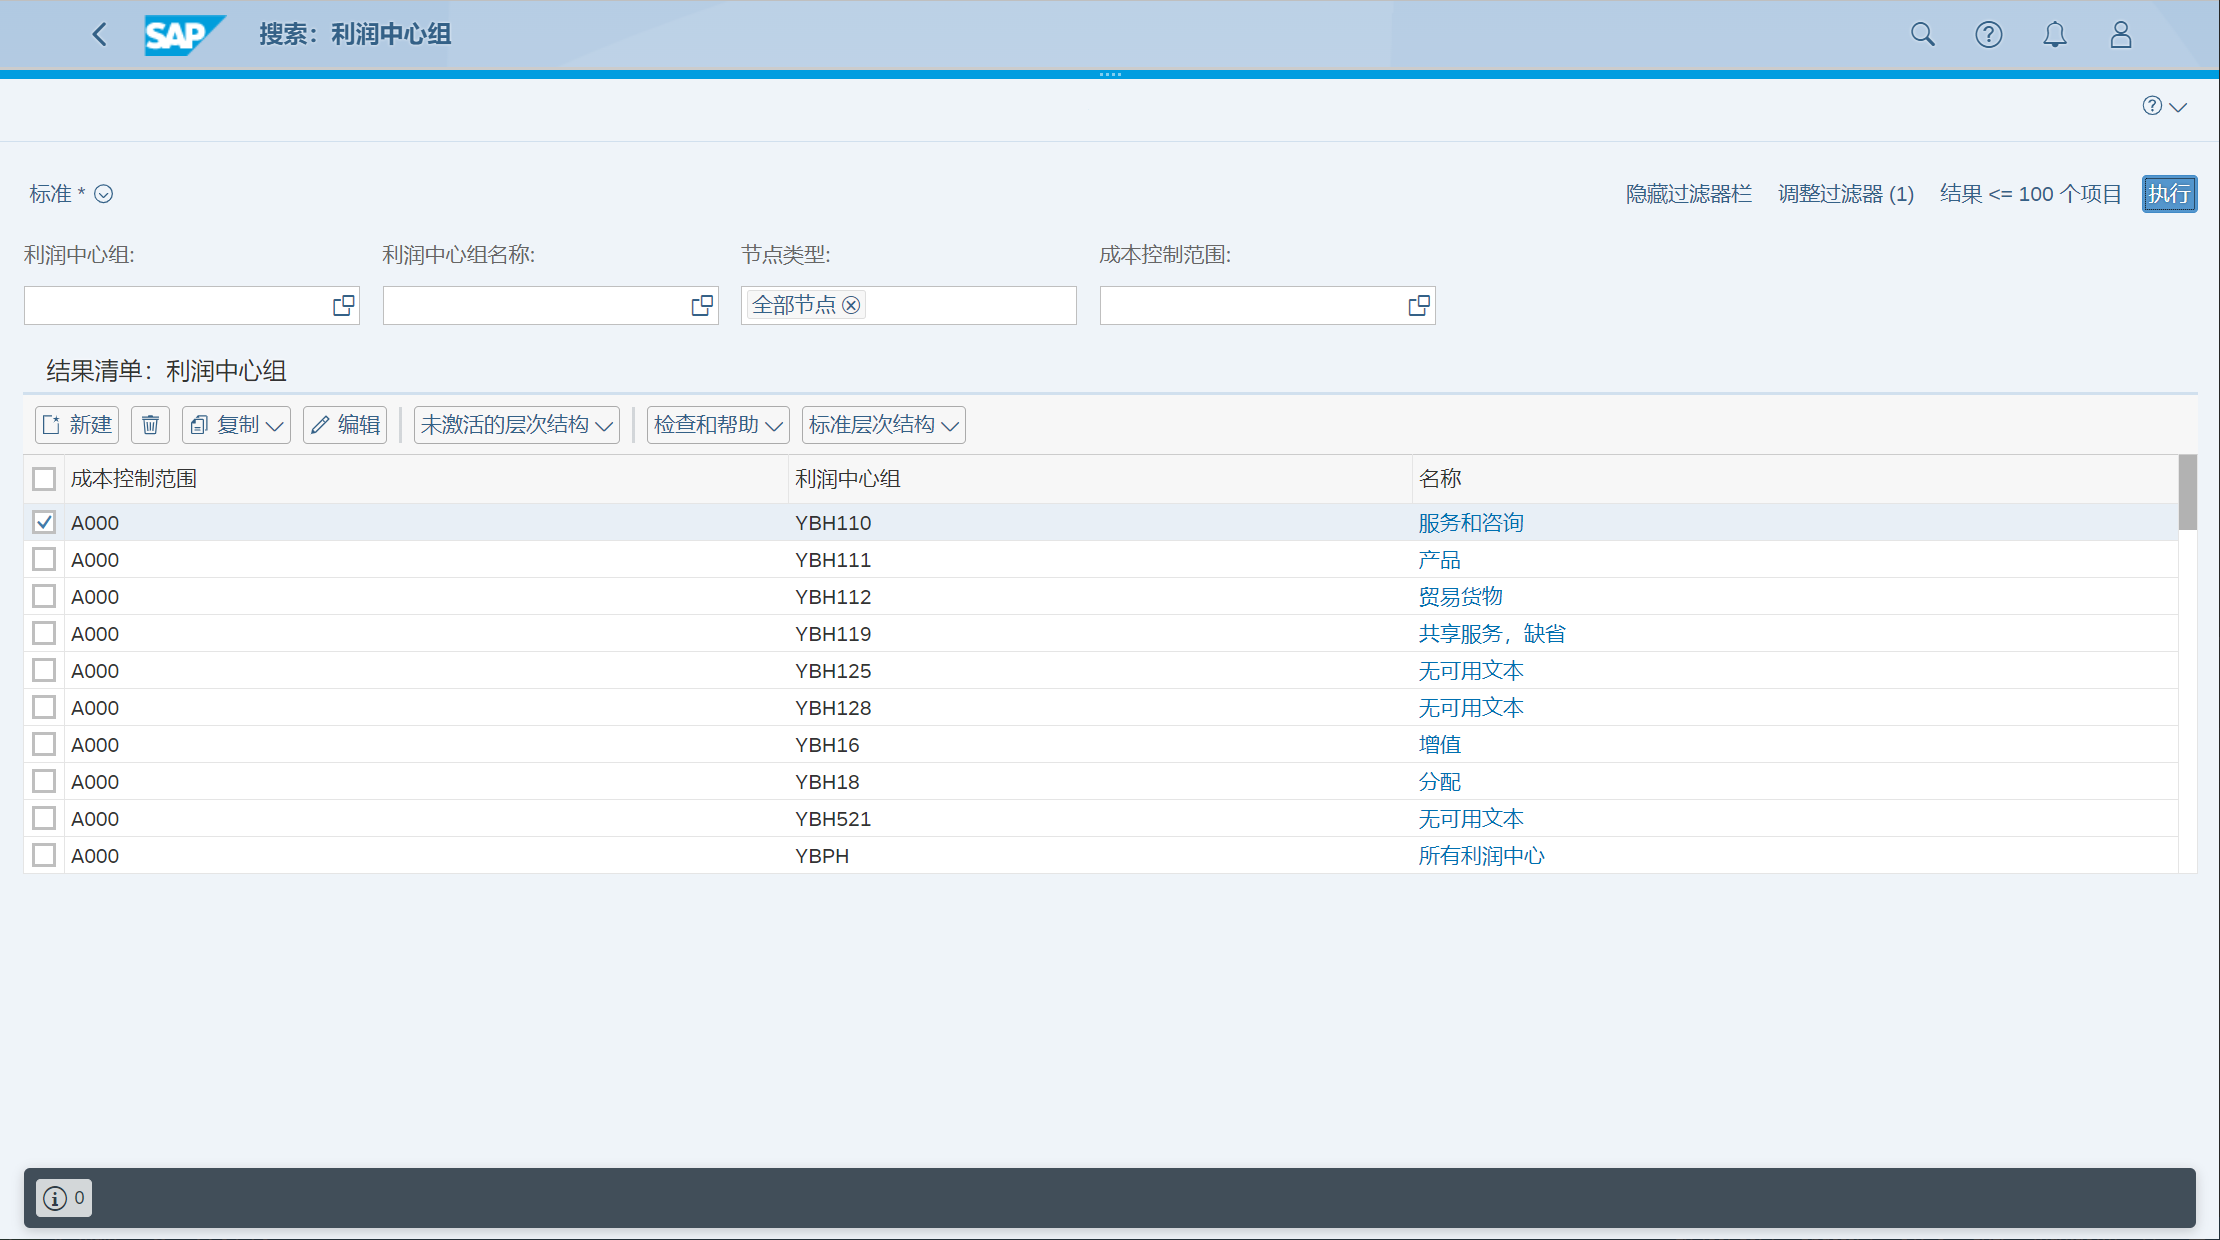 SAP 搜索：利润中心组
标准 * 隐藏过滤器栏 调整过滤器 (1) 结果 <= 100 个项目 执行
利润中心组: 利润中心组名称: 节点类型: 成本控制范围:
全部节点
结果清单：利润中心组
新建 复制 编辑 未激活的层次结构 检查和帮助 标准层次结构
成本控制范围 利润中心组 名称
A000 YBH110 服务和咨询
A000 YBH111 产品
A000 YBH112 贸易货物
A000 YBH119 共享服务，缺省
A000 YBH125 无可用文本
A000 YBH128 无可用文本
A000 YBH16 增值
A000 YBH18 分配
A000 YBH521 无可用文本
A000 YBPH 所有利润中心
0